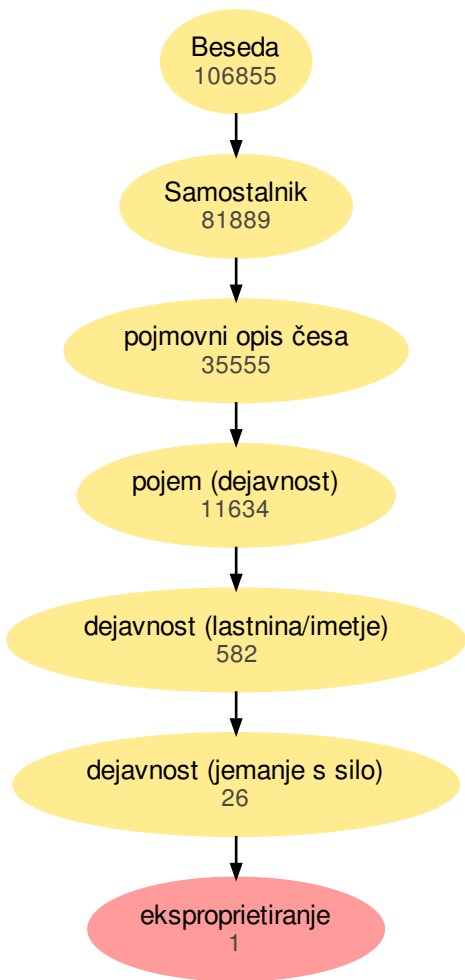 Beseda
106855
Samostalnik
81889
pojmovni opis česa
35555
pojem (dejavnost)
11634
dejavnost (lastnina/imetje)
582
dejavnost (jemanje s silo)
26
eksproprietiranje
1